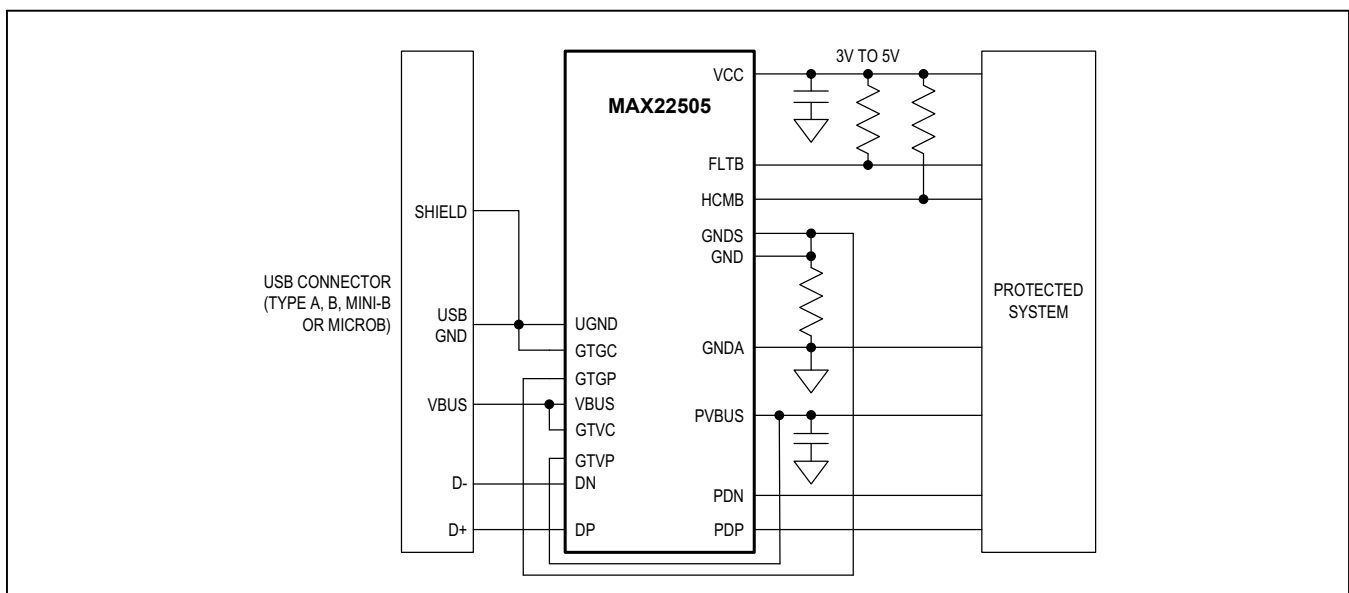 3V TO 5V
VCC
MAX22505
FLTB
HCMB
SHIELD
GNDS
GND
USB CONNECTOR
(TYPE A, B, MINI-B
OR MICROB)
PROTECTED
SYSTEM
USB
GND
UGND
GTGC
GNDA
GTGP
VBUS
VBUS
GTVC
PVBUS
GTVP
D-
DN
PDN
D+
DP
PDP